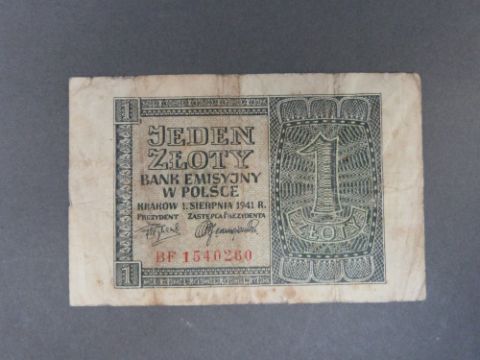 1
JEDEN
ZŁOTY
BANK EMISYJNY
W POLSCE
KRAKÓW 1. SIERPNIA 1941 R.
PREZYDENT ZASTĘPCA PREZYDENTA
BF 1540260
1
1
ZŁOTY